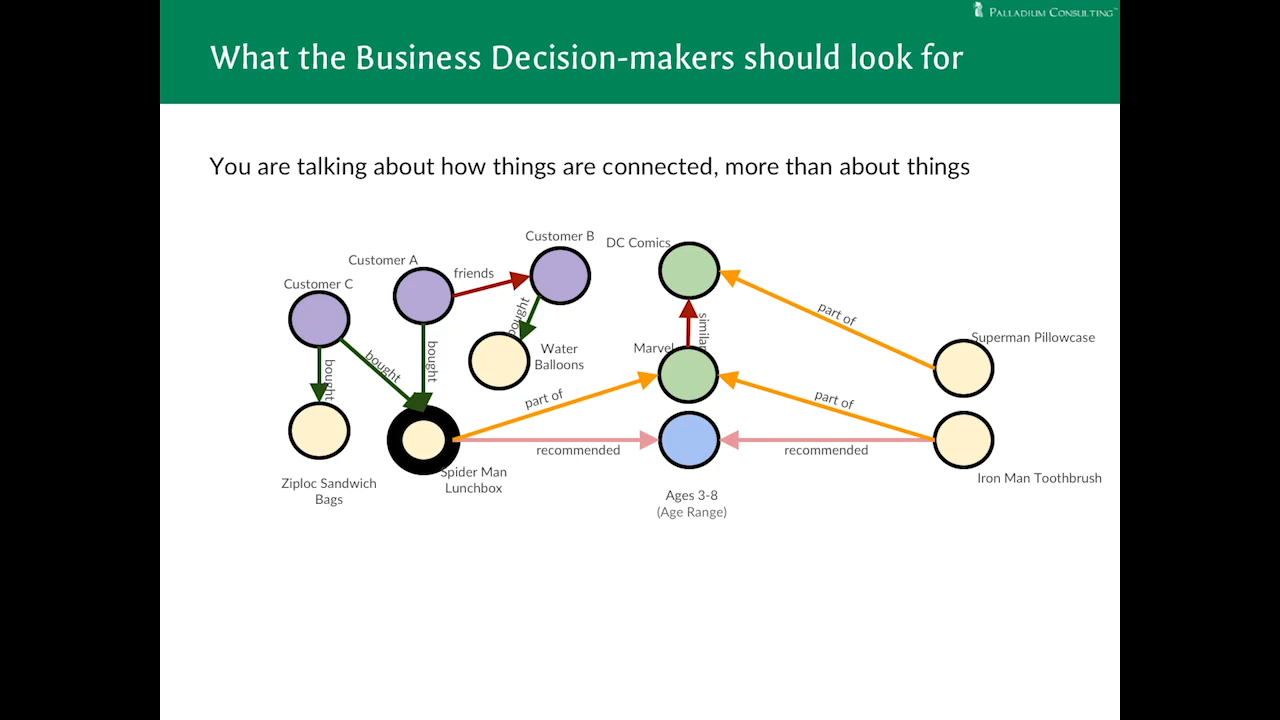 PALLADIUM CONSULTING™
What the Business Decision-makers should look for
You are talking about how things are connected, more than about things
Customer B
DC Comics
Customer A
friends
Customer C
bought
part of
similar
Superman Pillowcase
Water
Balloons
Marvel
bought
bought
bought
part of
part of
recommended
recommended
Spider Man
Lunchbox
Iron Man Toothbrush
Ziploc Sandwich
Bags
Ages 3-8
(Age Range)